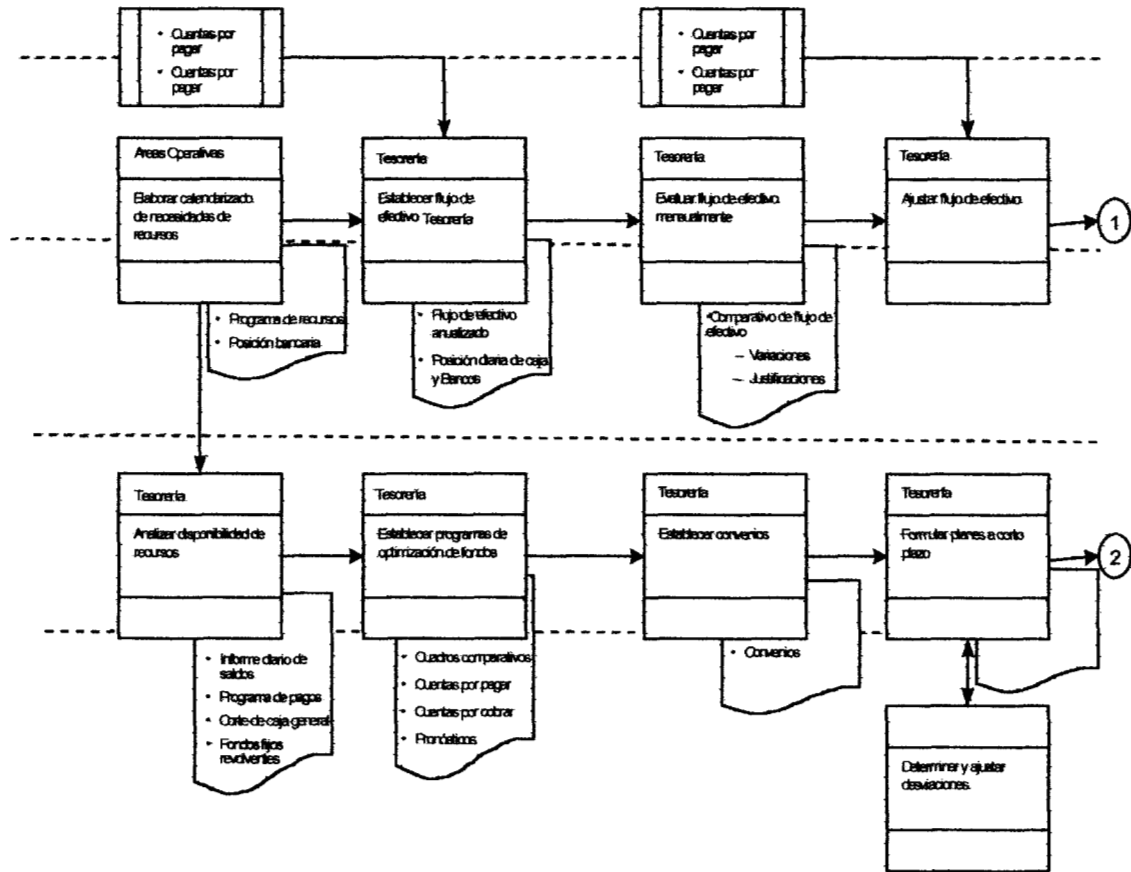 • Cuentas por
pagar
• Cuentas por
pagar
• Cuentas por
pagar
• Cuentas por
pagar
Areas Operativas
Elaborar calendarizado
de necesidades de
recursos
Tesorería
Establecer flujo de
efectivo Tesorería
Tesorería
Evaluar flujo de efectivo
mensualmente
Tesorería
Ajustar flujo de efectivo
1
• Programa de recursos
• Posición bancaria
• Flujo de efectivo
anualizado
• Posición diaria de caja
y Bancos
•Comparativo de flujo de
efectivo
– Variaciones
– Justificaciones
Tesorería
Analizar disponibilidad de
recursos
Tesorería
Establecer programas de
optimización de fondos
Tesorería
Establecer convenios
Tesorería
Formular planes a corto
plazo
2
• Informe diario de
saldos
• Programa de pagos
• Corte de caja general
• Fondos fijos
revolventes
• Cuadros comparativos
• Cuentas por pagar
• Cuentas por cobrar
• Pronósticos
• Convenios
Determinar y ajustar
desviaciones.